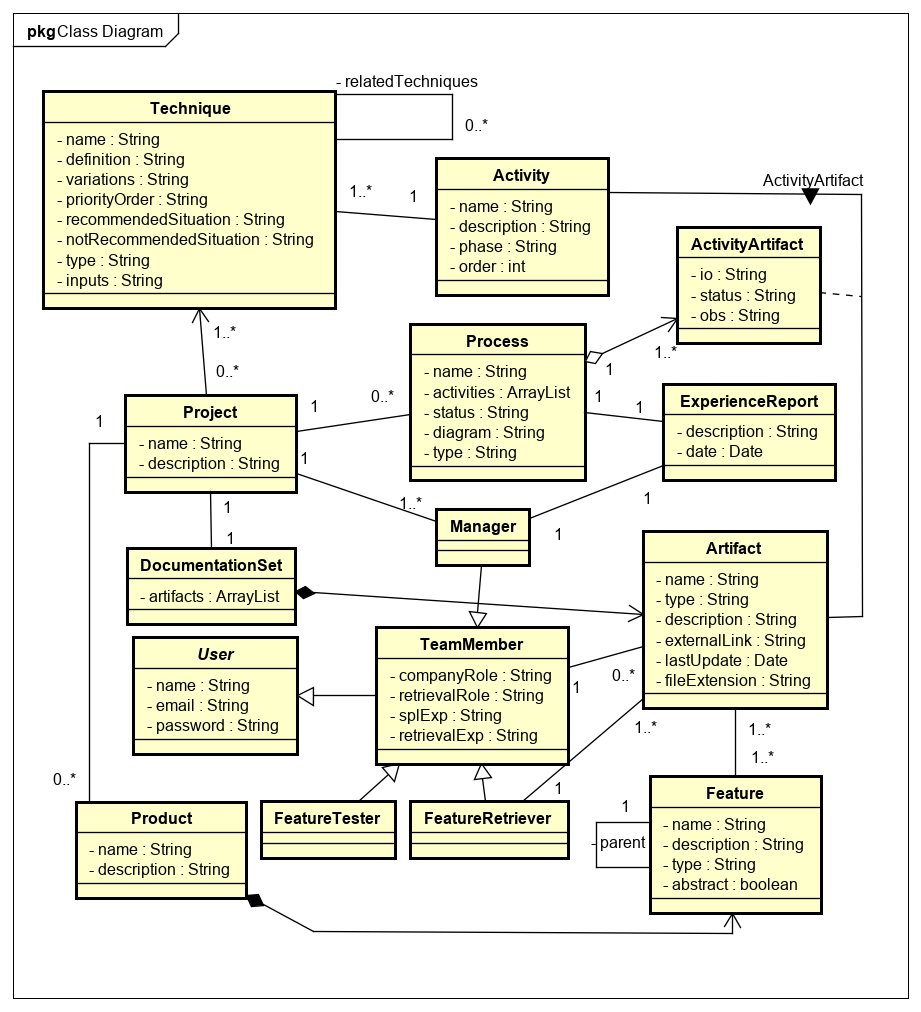 pkg Class Diagram
- relatedTechniques
0..*
Technique
- name : String
- definition : String
- variations : String
- priorityOrder : String
- recommendedSituation : String
- notRecommendedSituation : String
- type : String
- inputs : String
1..*
1
Activity
- name : String
- description : String
- phase : String
- order : int
ActivityArtifact
ActivityArtifact
- io : String
- status : String
- obs : String
1..*
0..*
Process
- name : String
- activities : ArrayList
- status : String
- diagram : String
- type : String
1
1..*
1
1
ExperienceReport
- description : String
- date : Date
1
Project
- name : String
- description : String
1
0..*
1
1..*
1
1
Manager
1
1
DocumentationSet
- artifacts : ArrayList
Artifact
- name : String
- type : String
- description : String
- externalLink : String
- lastUpdate : Date
- fileExtension : String
User
- name : String
- email : String
- password : String
TeamMember
- companyRole : String
- retrievalRole : String
- splExp : String
- retrievalExp : String
1
0..*
1..*
1
1..*
1..*
0..*
Product
- name : String
- description : String
FeatureTester
FeatureRetriever
1
- parent
Feature
- name : String
- description : String
- type : String
- abstract : boolean